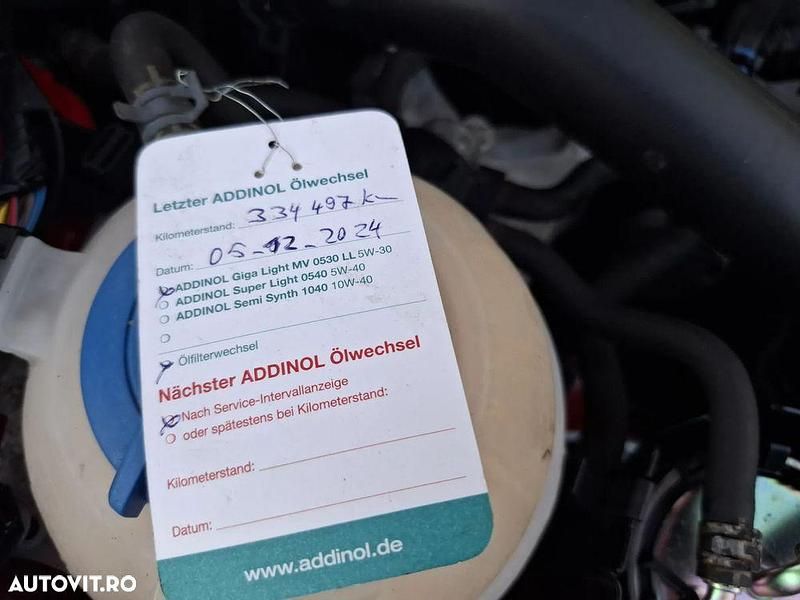 Letzter ADDINOL Ölwechsel
Kilometerstand: 334 497 km
Datum: 05-12-2024
ADDINOL Giga Light MV 0530 LL 5W-30
ADDINOL Super Light 0540 5W-40
ADDINOL Semi Synth 1040 10W-40
Ölfilterwechsel
Nächster ADDINOL Ölwechsel
Nach Service-Intervallanzeige
oder spätestens bei Kilometerstand:
Kilometerstand:
Datum:
www.addinol.de
AUTOVIT.RO